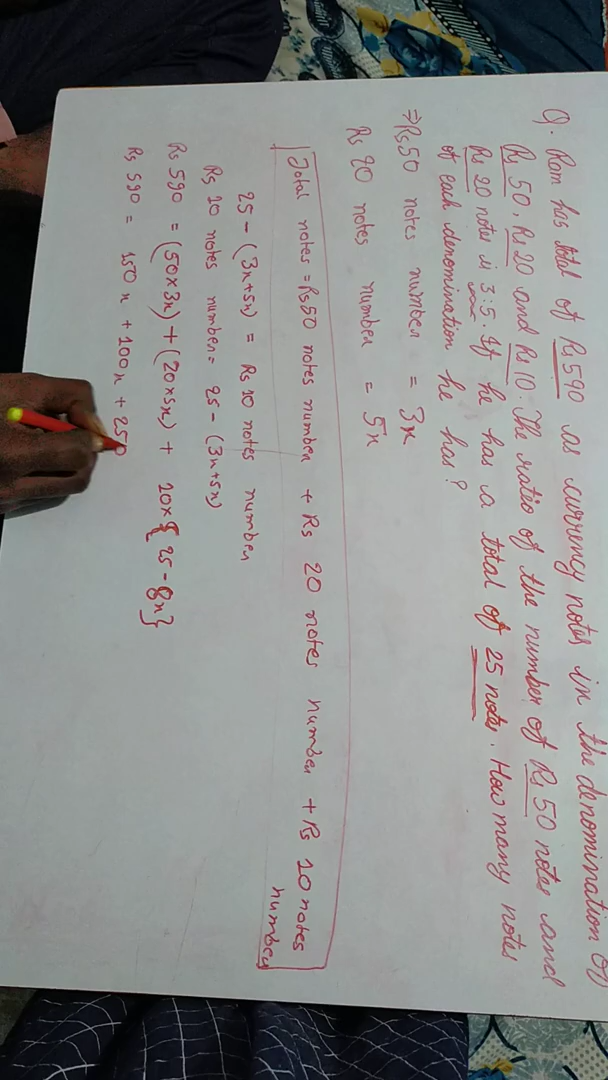 Q. Ram has total of Rs 590 as currency notes in the denomination of
Rs 50, Rs 20 and Rs 10. The ratio of the number of Rs 50 notes and
Rs 20 notes is 3:5. If he has a total of 25 notes. How many notes
of each denomination he has?
⇒ Rs 50 notes number = 3x
Rs 20 notes number = 5x
Total notes = Rs 50 notes number + Rs 20 notes number + Rs 10 notes
number
25 - (3x+5x) = Rs 10 notes number
Rs 10 notes number = 25 - (3x+5x)
Rs 590 = (50×3x) + (20×5x) + 10×{25-8x}
Rs 590 = 150x + 100x + 250